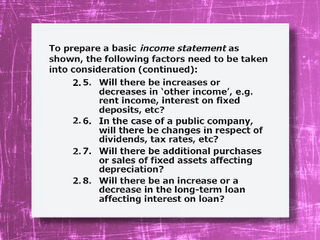 To prepare a basic income statement as
shown, the following factors need to be taken
into consideration (continued):
2.5. Will there be increases or
decreases in ‘other income’, e.g.
rent income, interest on fixed
deposits, etc?
2.6. In the case of a public company,
will there be changes in respect of
dividends, tax rates, etc?
2.7. Will there be additional purchases
or sales of fixed assets affecting
depreciation?
2.8. Will there be an increase or a
decrease in the long-term loan
affecting interest on loan?